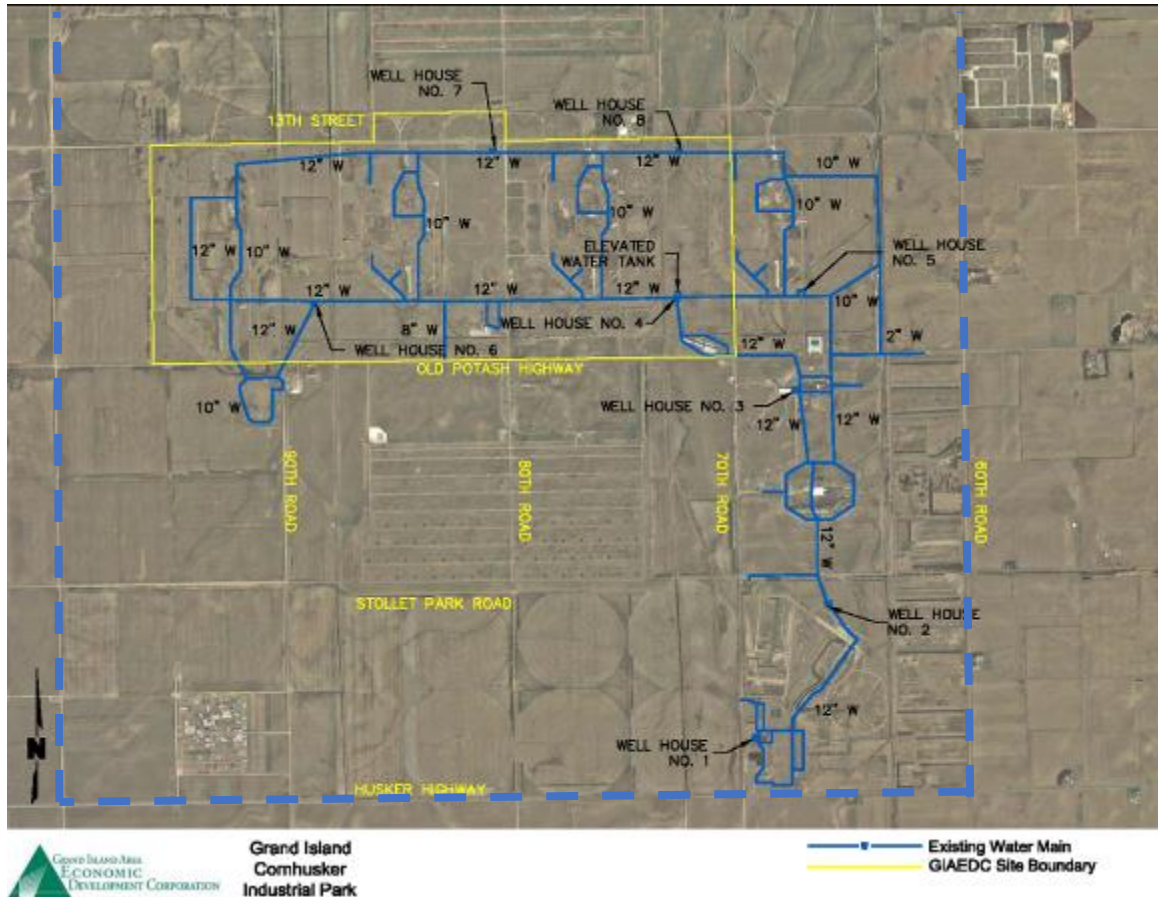 WELL HOUSE
NO. 7
WELL HOUSE
NO. 8
13TH STREET
12" W
12" W
12" W
10" W
10" W
10" W
10" W
12" W
10" W
ELEVATED
WATER TANK
WELL HOUSE
NO. 5
12" W
12" W
12" W
10" W
12" W
8" W
WELL HOUSE NO. 4
WELL HOUSE NO. 6
12" W
2" W
OLD POTASH HIGHWAY
10" W
WELL HOUSE NO. 3
12" W
12" W
90TH ROAD
80TH ROAD
70TH ROAD
60TH ROAD
12" W
STOLLET PARK ROAD
WELL HOUSE
NO. 2
12" W
WELL HOUSE
NO. 1
N
HUSKER HIGHWAY
GRAND ISLAND AREA
ECONOMIC
DEVELOPMENT CORPORATION
Grand Island
Cornhusker
Industrial Park
Existing Water Main
GIAEDC Site Boundary